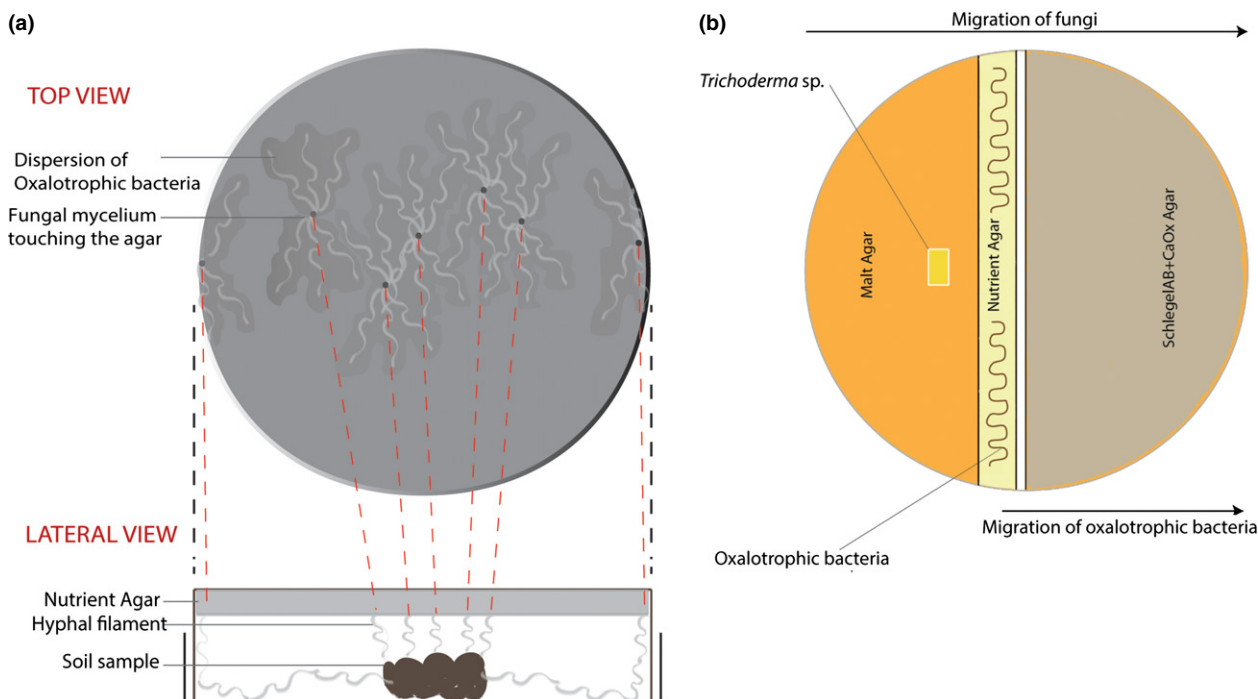 (a)
TOP VIEW
Dispersion of
Oxalotrophic bacteria
Fungal mycelium
touching the agar
LATERAL VIEW
Nutrient Agar
Hyphal filament
Soil sample
(b)
Migration of fungi
Trichoderma sp.
Malt Agar
Nutrient Agar
SchlegelAB+CaOx Agar
Migration of oxalotrophic bacteria
Oxalotrophic bacteria